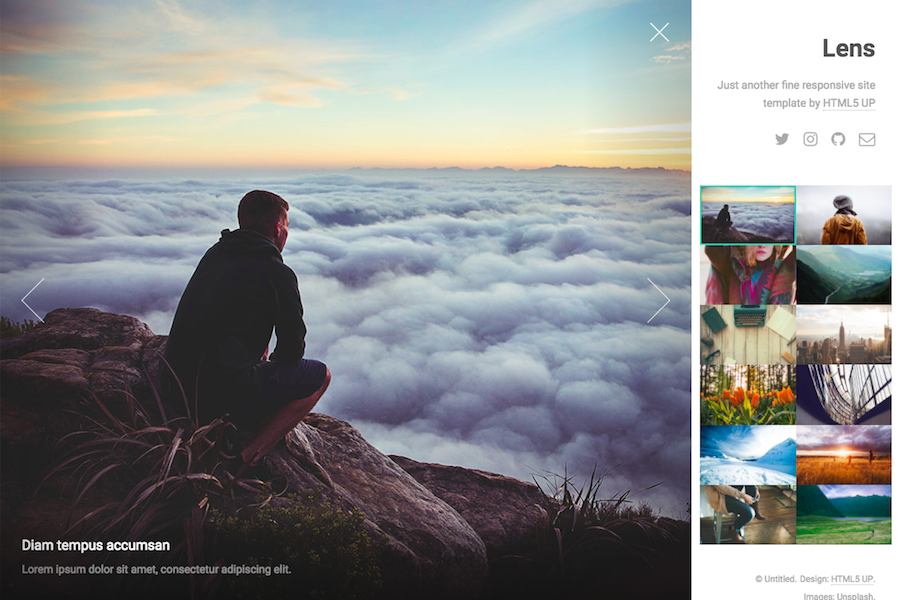 Lens
Just another fine responsive site
template by HTML5 UP
Diam tempus accumsan
Lorem ipsum dolor sit amet, consectetur adipiscing elit.
© Untitled. Design: HTML5 UP.
Images: Unsplash.